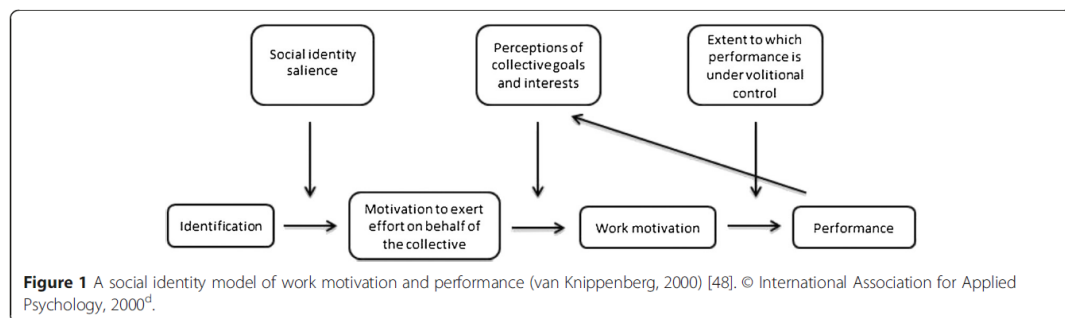 Social identity
salience
Perceptions of
collective goals
and interests
Extent to which
performance is
under volitional
control
Identification
Motivation to exert
effort on behalf of
the collective
Work motivation
Performance
Figure 1 A social identity model of work motivation and performance (van Knippenberg, 2000) [48]. © International Association for Applied
Psychology, 2000d.